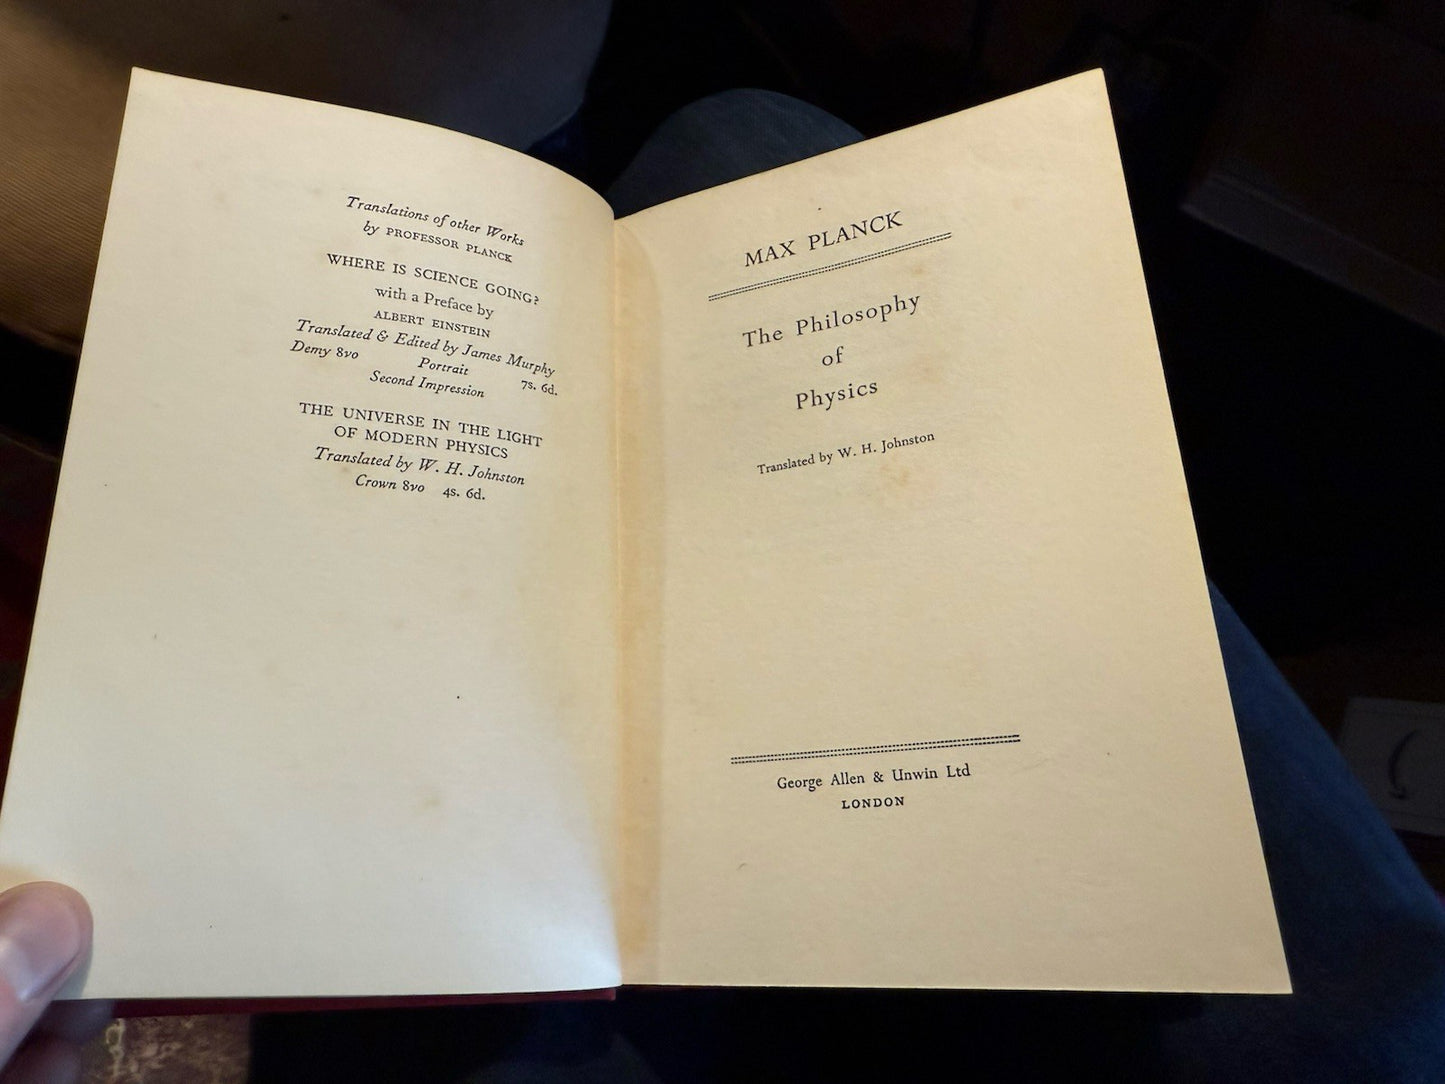 Translations of other Works
by PROFESSOR PLANCK
WHERE IS SCIENCE GOING?
with a Preface by
ALBERT EINSTEIN
Translated & Edited by James Murphy
Demy 8vo Portrait 7s. 6d.
Second Impression
THE UNIVERSE IN THE LIGHT
OF MODERN PHYSICS
Translated by W. H. Johnston
Crown 8vo 4s. 6d.
MAX PLANCK
The Philosophy
of
Physics
Translated by W. H. Johnston
George Allen & Unwin Ltd
LONDON